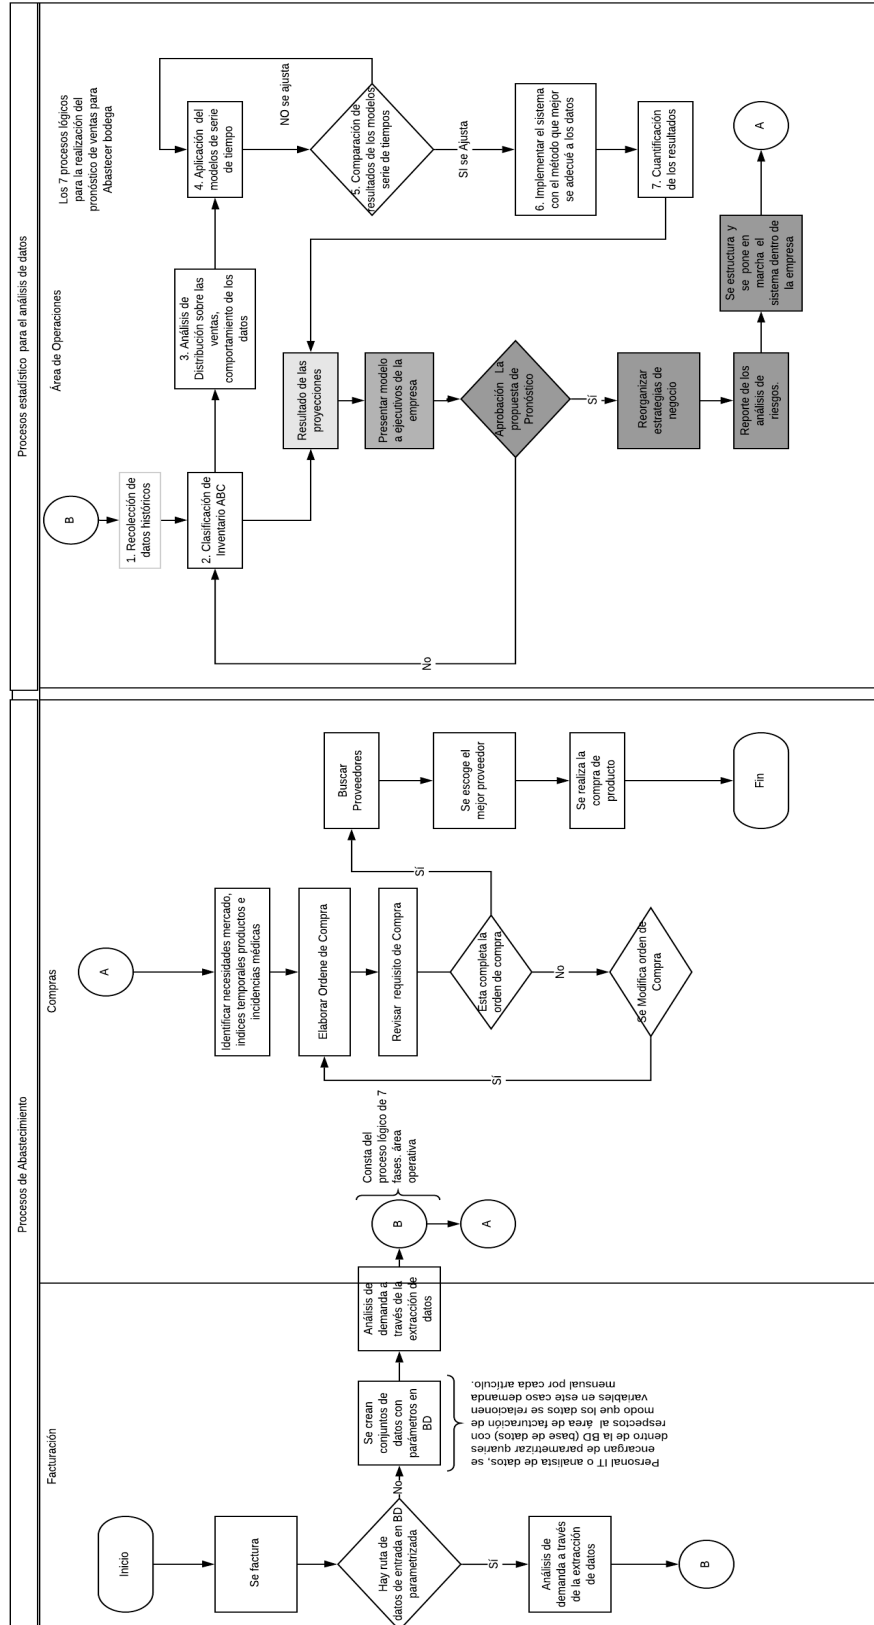 Procesos de Abastecimiento
Facturación
Inicio
Se factura
Hay ruta de
datos de entrada en BD
parametrizada
No
Sí
Análisis de
demanda a través
de la extracción
de datos
B
Se crean
conjuntos de
datos con
parámetros en
BD
Personal IT o analista de datos, se
encargan de parametrizar quaries
dentro de la BD (base de datos) con
respectos al área de facturación de
modo que los datos se relacionen
variables en este caso demanda
mensual por cada artículo.
Análisis de
demanda a
través de la
extracción de
datos
B
A
Consta del
proceso lógico de 7
fases. área
operativa
Compras
A
Identificar necesidades mercado,
índices temporales productos e
incidencias médicas
Elaborar Ordene de Compra
Revisar requisito de Compra
Esta completa la
orden de compra
Sí
No
Se Modifica orden de
Compra
Sí
Buscar
Proveedores
Se escoge el
mejor proveedor
Se realiza la
compra de
producto
Fin
Procesos estadístico para el análisis de datos
Área de Operaciones
Los 7 procesos lógicos
para la realización del
pronóstico de ventas para
Abastecer bodega
B
1. Recolección de
datos históricos
2. Clasificación de
Inventario ABC
3. Análisis de
Distribución sobre las
ventas,
comportamiento de los
datos
4. Aplicación del
modelos de serie
de tiempo
NO se ajusta
5. Comparación de
resultados de los modelos
serie de tiempos
SI se Ajusta
6. Implementar el sistema
con el método que mejor
se adecué a los datos
7. Cuantificación
de los resultados
Resultado de las
proyecciones
Presentar modelo
a ejecutivos de la
empresa
Aprobación La
propuesta de
Pronóstico
No
Sí
Reorganizar
estrategias de
negocio
Reporte de los
análisis de
riesgos.
Se estructura y
se pone en
marcha el
sistema dentro de
la empresa
A